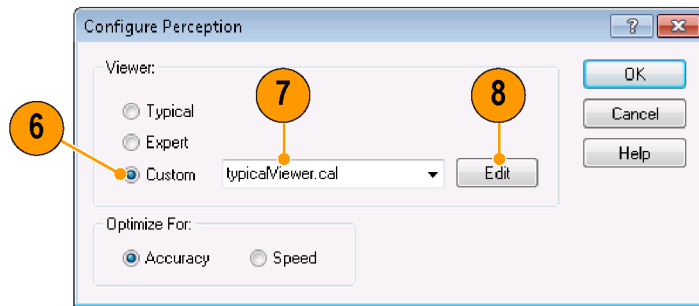 Configure Perception
?
Viewer:
OK
7
8
Typical
Cancel
6
Expert
Help
Custom typicalViewer.cal Edit
Optimize For:
Accuracy Speed